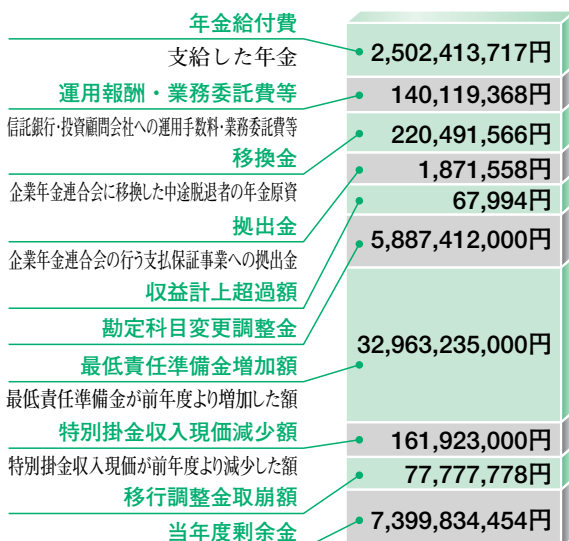 年金給付費
支給した年金
2,502,413,717円
運用報酬・業務委託費等
140,119,368円
信託銀行・投資顧問会社への運用手数料・業務委託費等
220,491,566円
移換金
1,871,558円
企業年金連合会に移換した中途脱退者の年金原資
67,994円
拠出金
5,887,412,000円
企業年金連合会の行う支払保証事業への拠出金
収益計上超過額
勘定科目変更調整金
32,963,235,000円
最低責任準備金増加額
最低責任準備金が前年度より増加した額
特別掛金収入現価減少額
161,923,000円
特別掛金収入現価が前年度より減少した額
77,777,778円
移行調整金取崩額
当年度剰余金
7,399,834,454円